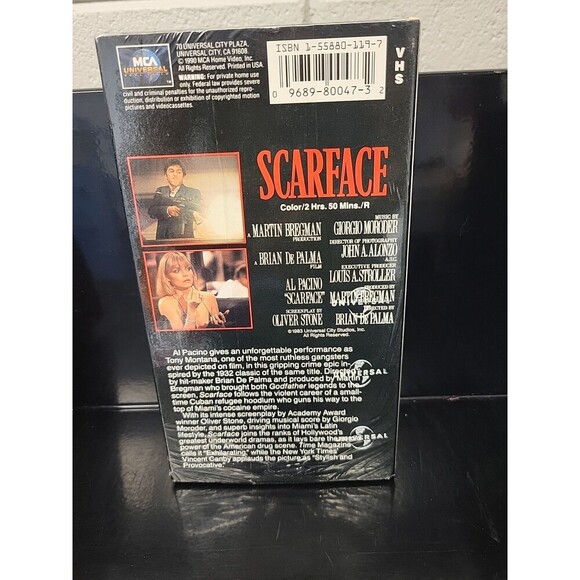 MCA
UNIVERSAL
70 UNIVERSAL CITY PLAZA,
UNIVERSAL CITY, CA 91608.
© 1990 MCA Home Video, Inc.
All Rights Reserved. Printed in USA.
WARNING: For private home use
only. Federal law provides severe
civil and criminal penalties for the unauthorized repro-
duction, distribution or exhibition of copyrighted motion
pictures and videocassettes.
ISBN 1-55880-119-7
0 9689-80047-3 2
VHS
SCARFACE
Color/2 Hrs. 50 Mins./R
A MARTIN BREGMAN
PRODUCTION
A BRIAN DE PALMA
FILM
AL PACINO
"SCARFACE"
SCREENPLAY BY
OLIVER STONE
MUSIC BY
GIORGIO MORODER
DIRECTOR OF PHOTOGRAPHY
JOHN A. ALONZO
A.S.C.
EXECUTIVE PRODUCER
LOUIS A. STROLLER
PRODUCED BY
MARTIN BREGMAN
DIRECTED BY
BRIAN DE PALMA
©1983 Universal City Studios, Inc.
All Rights Reserved.
Al Pacino gives an unforgettable performance as
Tony Montana, one of the most ruthless gangsters
ever depicted on film, in this gripping crime epic in-
spired by the 1932 classic of the same title. Directed
by hit-maker Brian De Palma and produced by Martin
Bregman who brought both Godfather legends to the
screen, Scarface follows the violent career of a small-
time Cuban refugee hoodlum who guns his way to the
top of Miami's cocaine empire.
With its intense screenplay by Academy Award
winner Oliver Stone, driving musical score by Giorgio
Moroder, and superb insights into Miami's Latin
lifestyle, Scarface joins the ranks of Hollywood's
greatest underworld dramas, as it lays bare the
power of the American drug scene. Time Magazine
calls it "Exhilarating," while the New York Times'
Vincent Canby applauds the picture as "Stylish and
Provocative."
UNIVERSAL
UNIVERSAL
UNIVERSAL